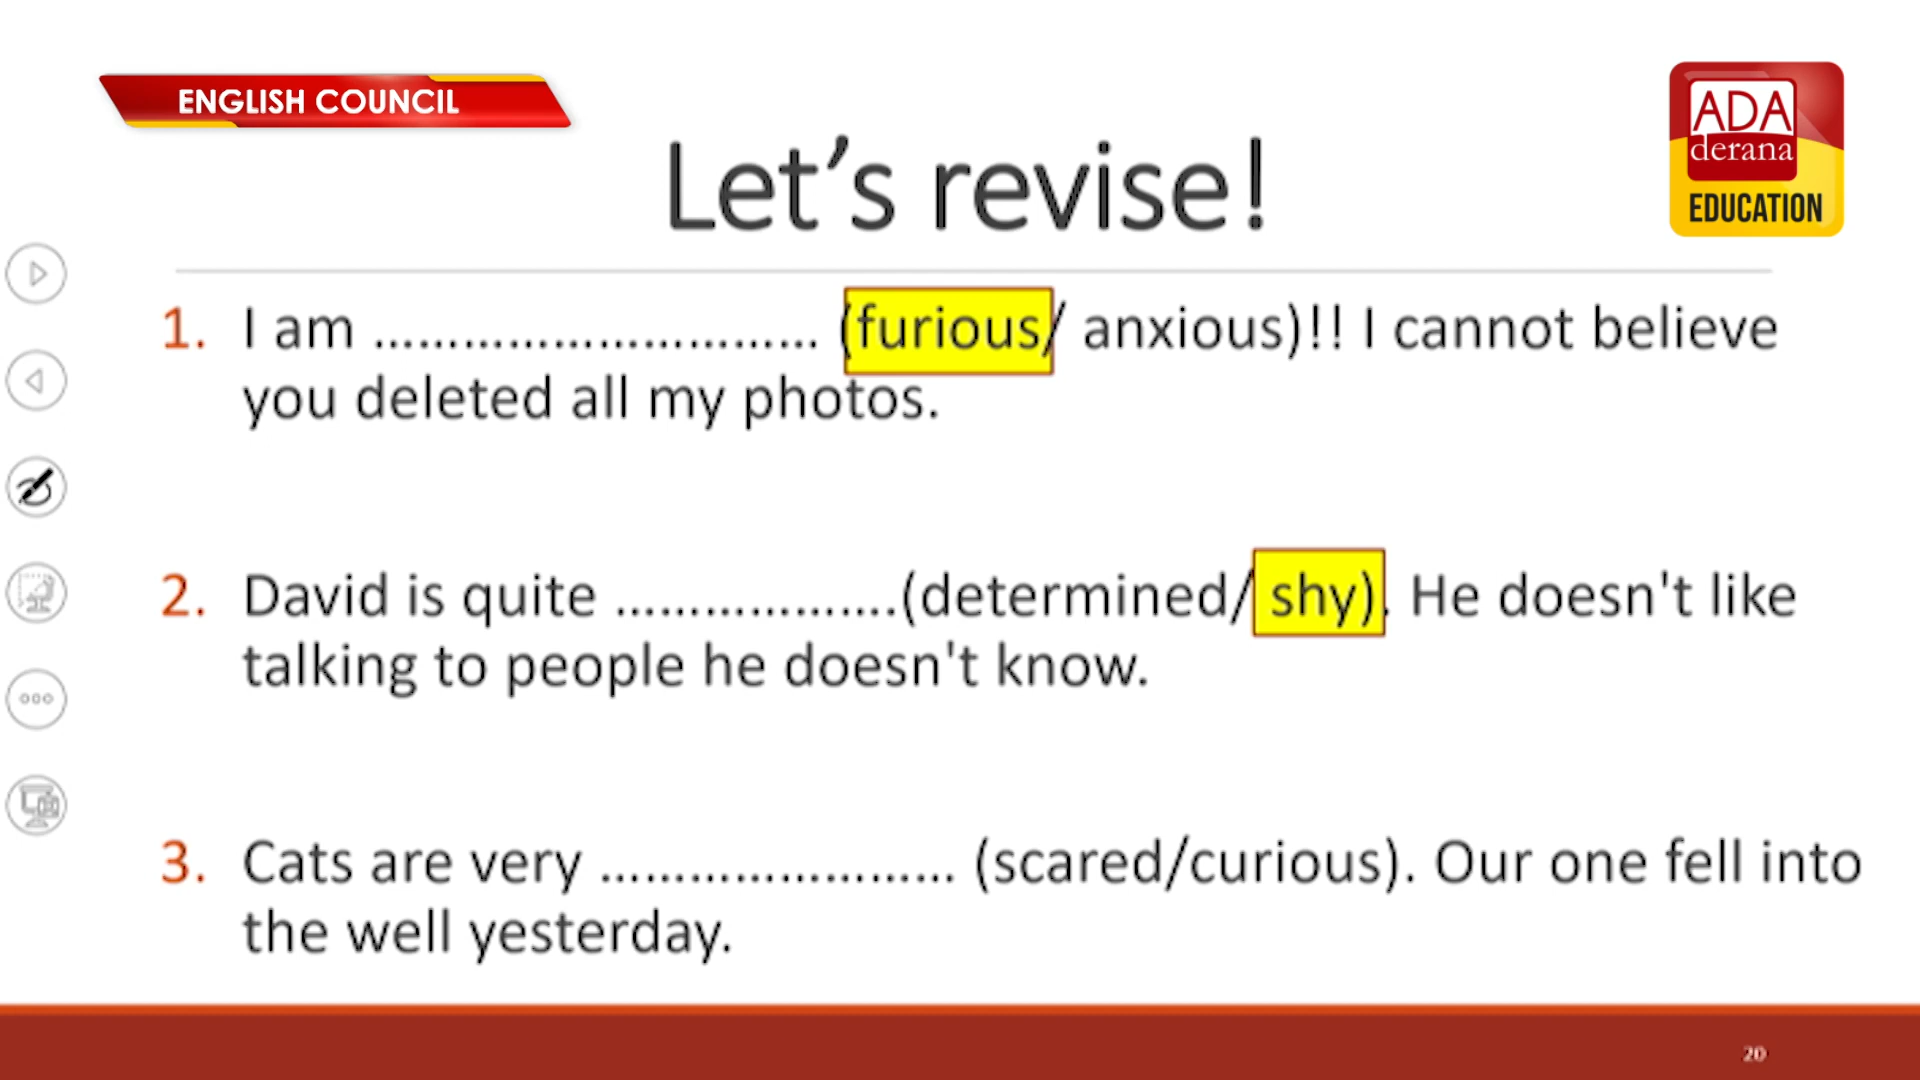 ENGLISH COUNCIL
ADA
derana
EDUCATION
Let’s revise!
1. I am ………………………… (furious/ anxious)!! I cannot believe
you deleted all my photos.
2. David is quite ……………….(determined/ shy). He doesn't like
talking to people he doesn't know.
3. Cats are very …………………… (scared/curious). Our one fell into
the well yesterday.
20